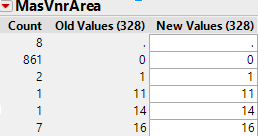 MasVnrArea
Count Old Values (328) New Values (328)
8 . .
861 0 0
2 1 1
1 11 11
1 14 14
7 16 16